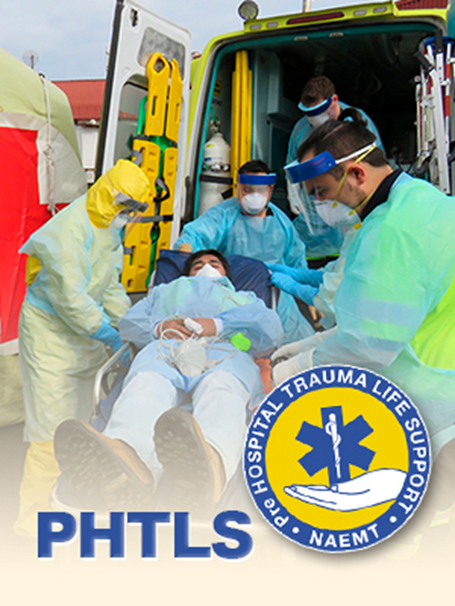 Pre HOSPITAL TRAUMA LIFE SUPPORT
NAEMT
PHTLS